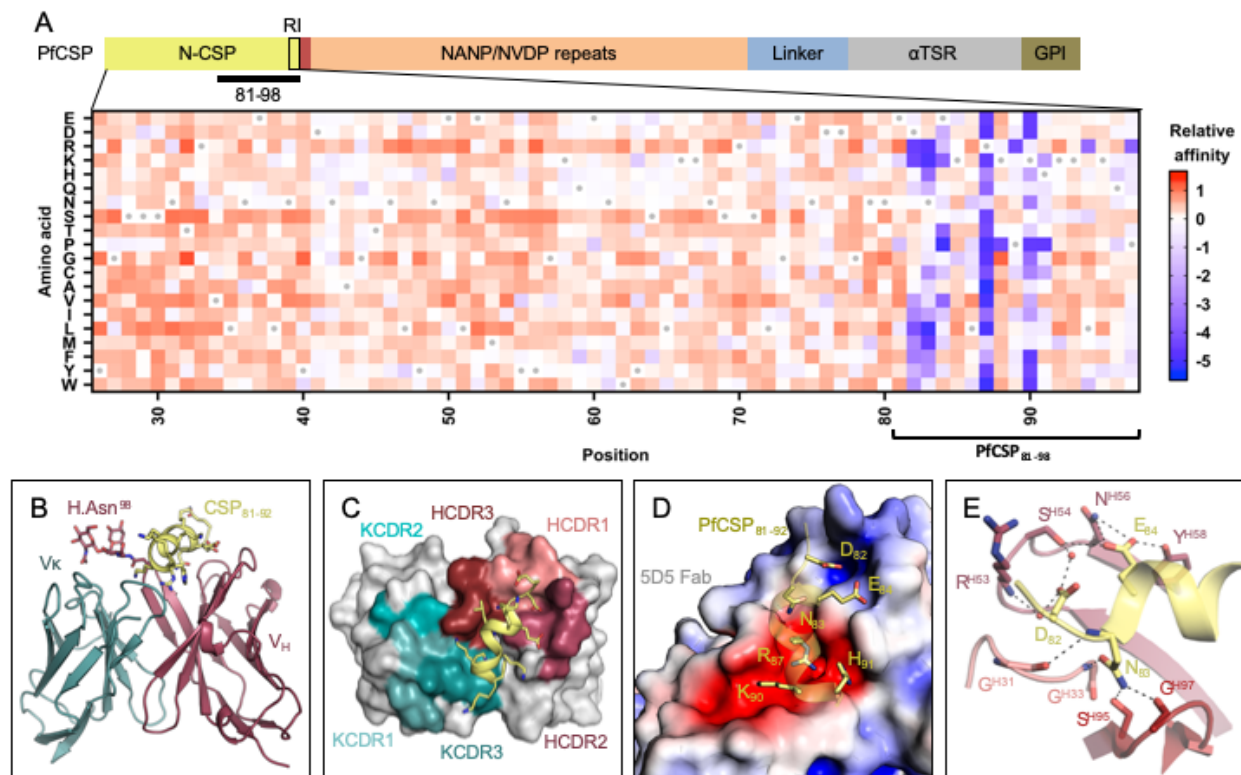 A
RI
PfCSP
N-CSP
NANP/NVDP repeats
Linker
αTSR
GPI
81-98
Amino acid
E
D
R
K
H
Q
N
S
T
P
G
C
A
V
I
L
M
F
Y
W
30
40
50
60
70
80
90
Position
PfCSP81-98
Relative
affinity
1
0
-1
-2
-3
-4
-5
B
H.Asn98
CSP81-92
Vκ
VH
C
KCDR2
HCDR3
HCDR1
KCDR1
KCDR3
HCDR2
D
PfCSP81-92
5D5 Fab
D82
E84
N83
R87
H91
K90
E
NH56
SH54
E84
YH58
RH53
D82
N83
GH31
GH33
GH97
SH95